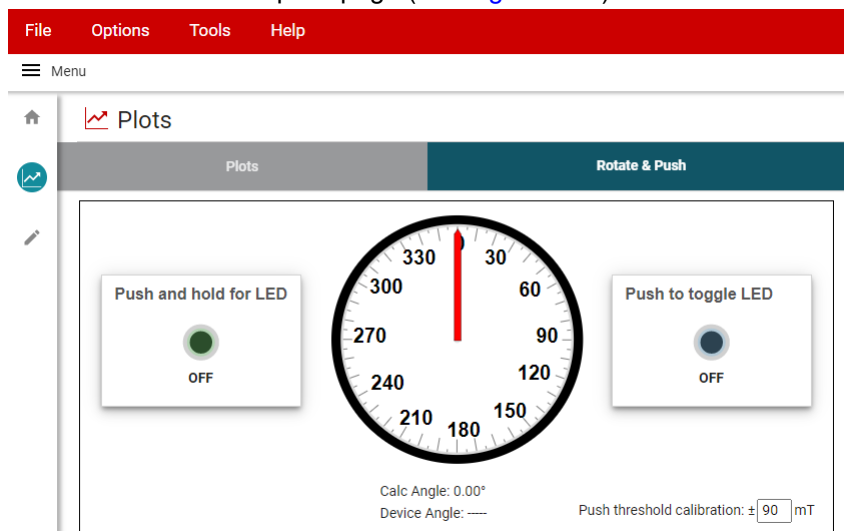 File Options Tools Help
Menu
Plots
Plots Rotate & Push
Push and hold for LED
OFF
0
30
60
90
120
150
180
210
240
270
300
330
Push to toggle LED
OFF
Calc Angle: 0.00°
Device Angle: -----
Push threshold calibration: ± 90 mT